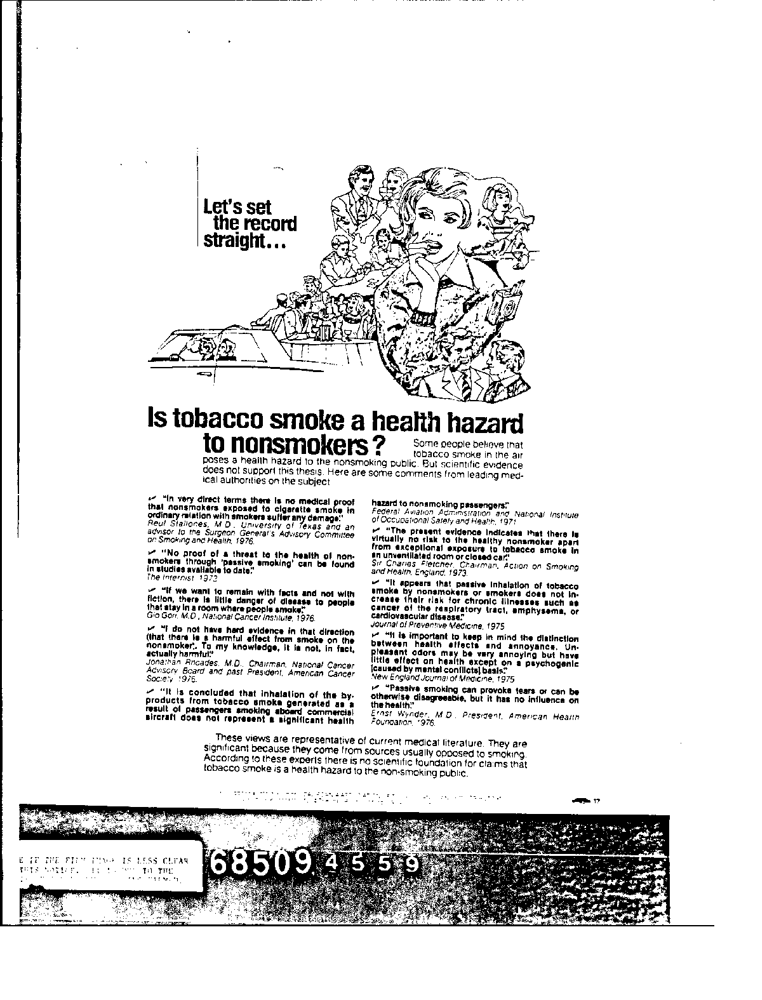 Let's set
the record
straight...
Is tobacco smoke a health hazard
to nonsmokers?
Some people believe that
tobacco smoke in the air
poses a health hazard to the nonsmoking public. But scientific evidence
does not support this thesis. Here are some comments from leading med-
ical authorities on the subject
"In very direct terms there is no medical proof
that nonsmokers exposed to cigarette smoke in
ordinary relation with smokers suffer any damage."
Reul Stallones, M.D., University of Texas and an
advisor to the Surgeon General's Advisory Committee
on Smoking and Health, 1976.
"No proof of a threat to the health of non-
smokers through 'passive smoking' can be found
in studies available to date."
The Internist 1973
"If we want to remain with facts and not with
fiction, there is little danger of disease to people
that stay in a room where people smoke."
Gio Gori, M.D., National Cancer Institute, 1976.
"I do not have hard evidence in that direction
(that there is a harmful effect from smoke on the
nonsmoker). To my knowledge, it is not, in fact,
actually harmful."
Jonathan Rhoades, M.D., Chairman, National Cancer
Advisory Board and past President, American Cancer
Society 1976.
"It is concluded that inhalation of the by-
products from tobacco smoke generated as a
result of passengers smoking aboard commercial
aircraft does not represent a significant health
hazard to nonsmoking passengers."
Federal Aviation Administration and National Institute
of Occupational Safety and Health, 1971
"The present evidence indicates that there is
virtually no risk to the healthy nonsmoker apart
from exceptional exposure to tobacco smoke in
an unventilated room or closed car."
Sir Charles Fletcher, Chairman, Action on Smoking
and Health, England, 1973.
"It appears that passive inhalation of tobacco
smoke by nonsmokers or smokers does not in-
crease their risk for chronic illnesses such as
cancer of the respiratory tract, emphysema, or
cardiovascular disease."
Journal of Preventive Medicine, 1975
"It is important to keep in mind the distinction
between health effects and annoyance. Un-
pleasant odors may be very annoying but have
little effect on health except on a psychogenic
[caused by mental conflicts] basis."
New England Journal of Medicine, 1975
"Passive smoking can provoke tears or can be
otherwise disagreeable, but it has no influence on
the health."
Ernst Wynder, M.D., President, American Health
Foundation, 1976.
These views are representative of current medical literature. They are
significant because they come from sources usually opposed to smoking.
According to these experts there is no scientific foundation for claims that
tobacco smoke is a health hazard to the non-smoking public.
17
E IF THE FILM IMAGE IS LESS CLEAR
THIS NOTICE, TO THE
68509 4559